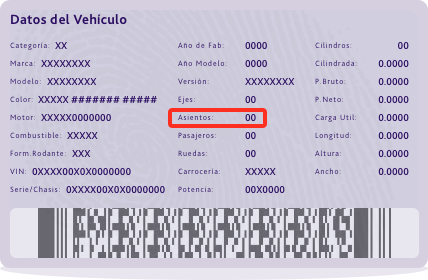 Datos del Vehículo
Categoría: XX Año de Fab: 0000 Cilindros: 00
Marca: XXXXXXXX Año Modelo: 0000 Cilindrada: 0.0000
Modelo: XXXXXXXX Versión: XXXXXXXX P.Bruto: 0.0000
Color: XXXXX ####### ##### Ejes: 00 P.Neto: 0.0000
Motor: XXXXX0000000 Asientos: 00 Carga Util: 0.0000
Combustible: XXXXX Pasajeros: 00 Longitud: 0.0000
Form.Rodante: XXX Ruedas: 00 Altura: 0.0000
VIN: 0XXXX00X0X0000000 Carrocería: XXXXX Ancho: 0.0000
Serie/Chasis: 0XXXX00X0X0000000 Potencia: 00X0000